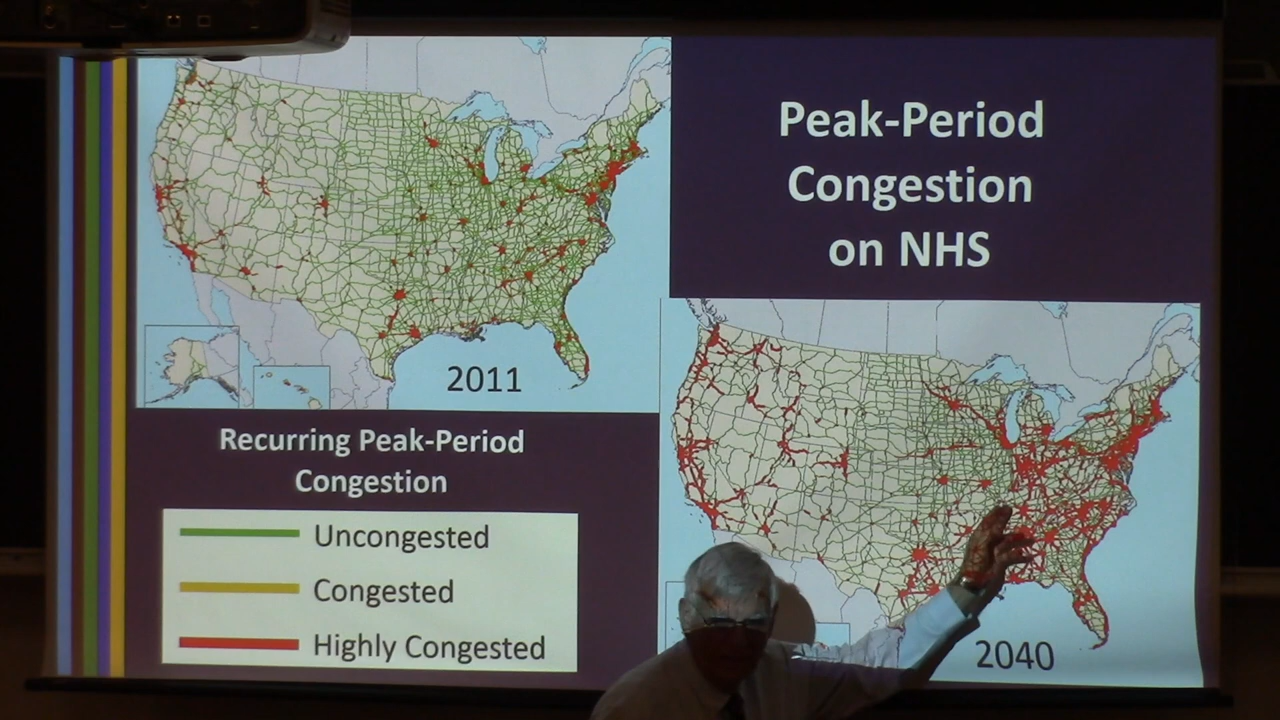 Peak-Period
Congestion
on NHS
2011
Recurring Peak-Period
Congestion
Uncongested
Congested
Highly Congested
2040